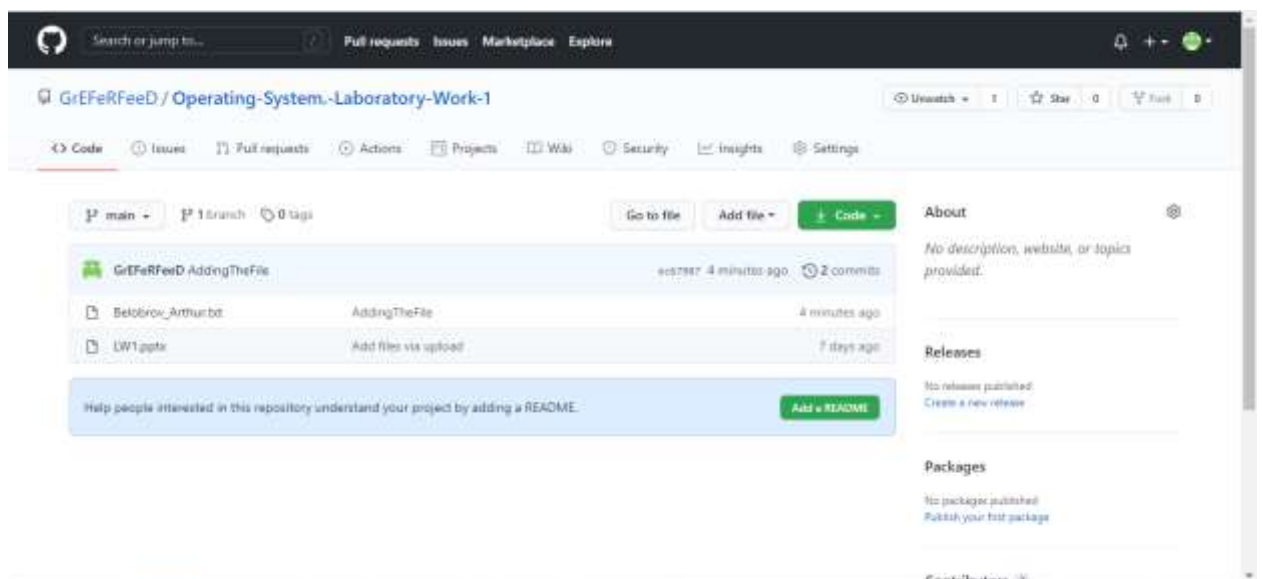 Search or jump to... /
Pull requests Issues Marketplace Explore
GrEFeRFeeD / Operating-System.-Laboratory-Work-1
Unwatch 1 Star 0 Fork 0
<> Code Issues Pull requests Actions Projects Wiki Security Insights Settings
main 1 branch 0 tags Go to file Add file Code
GrEFeRFeeD AddingTheFile 4 minutes ago 2 commits
Belobrov_Arthur.txt AddingTheFile 4 minutes ago
LW1.pptx Add files via upload 7 days ago
Help people interested in this repository understand your project by adding a README. Add a README
About
No description, website, or topics
provided.
Releases
No releases published
Create a new release
Packages
No packages published
Publish your first package